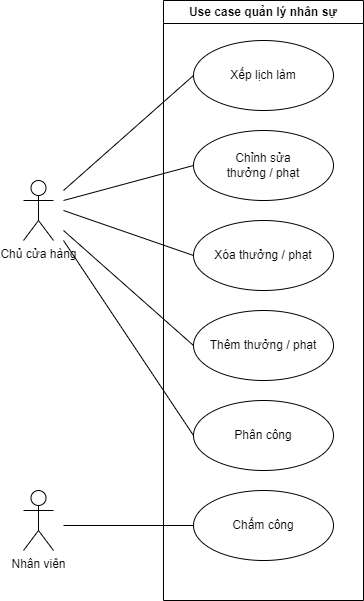 Use case quản lý nhân sự
Xếp lịch làm
Chỉnh sửa
thưởng / phạt
Chủ cửa hàng
Xóa thưởng / phạt
Thêm thưởng / phạt
Phân công
Chấm công
Nhân viên